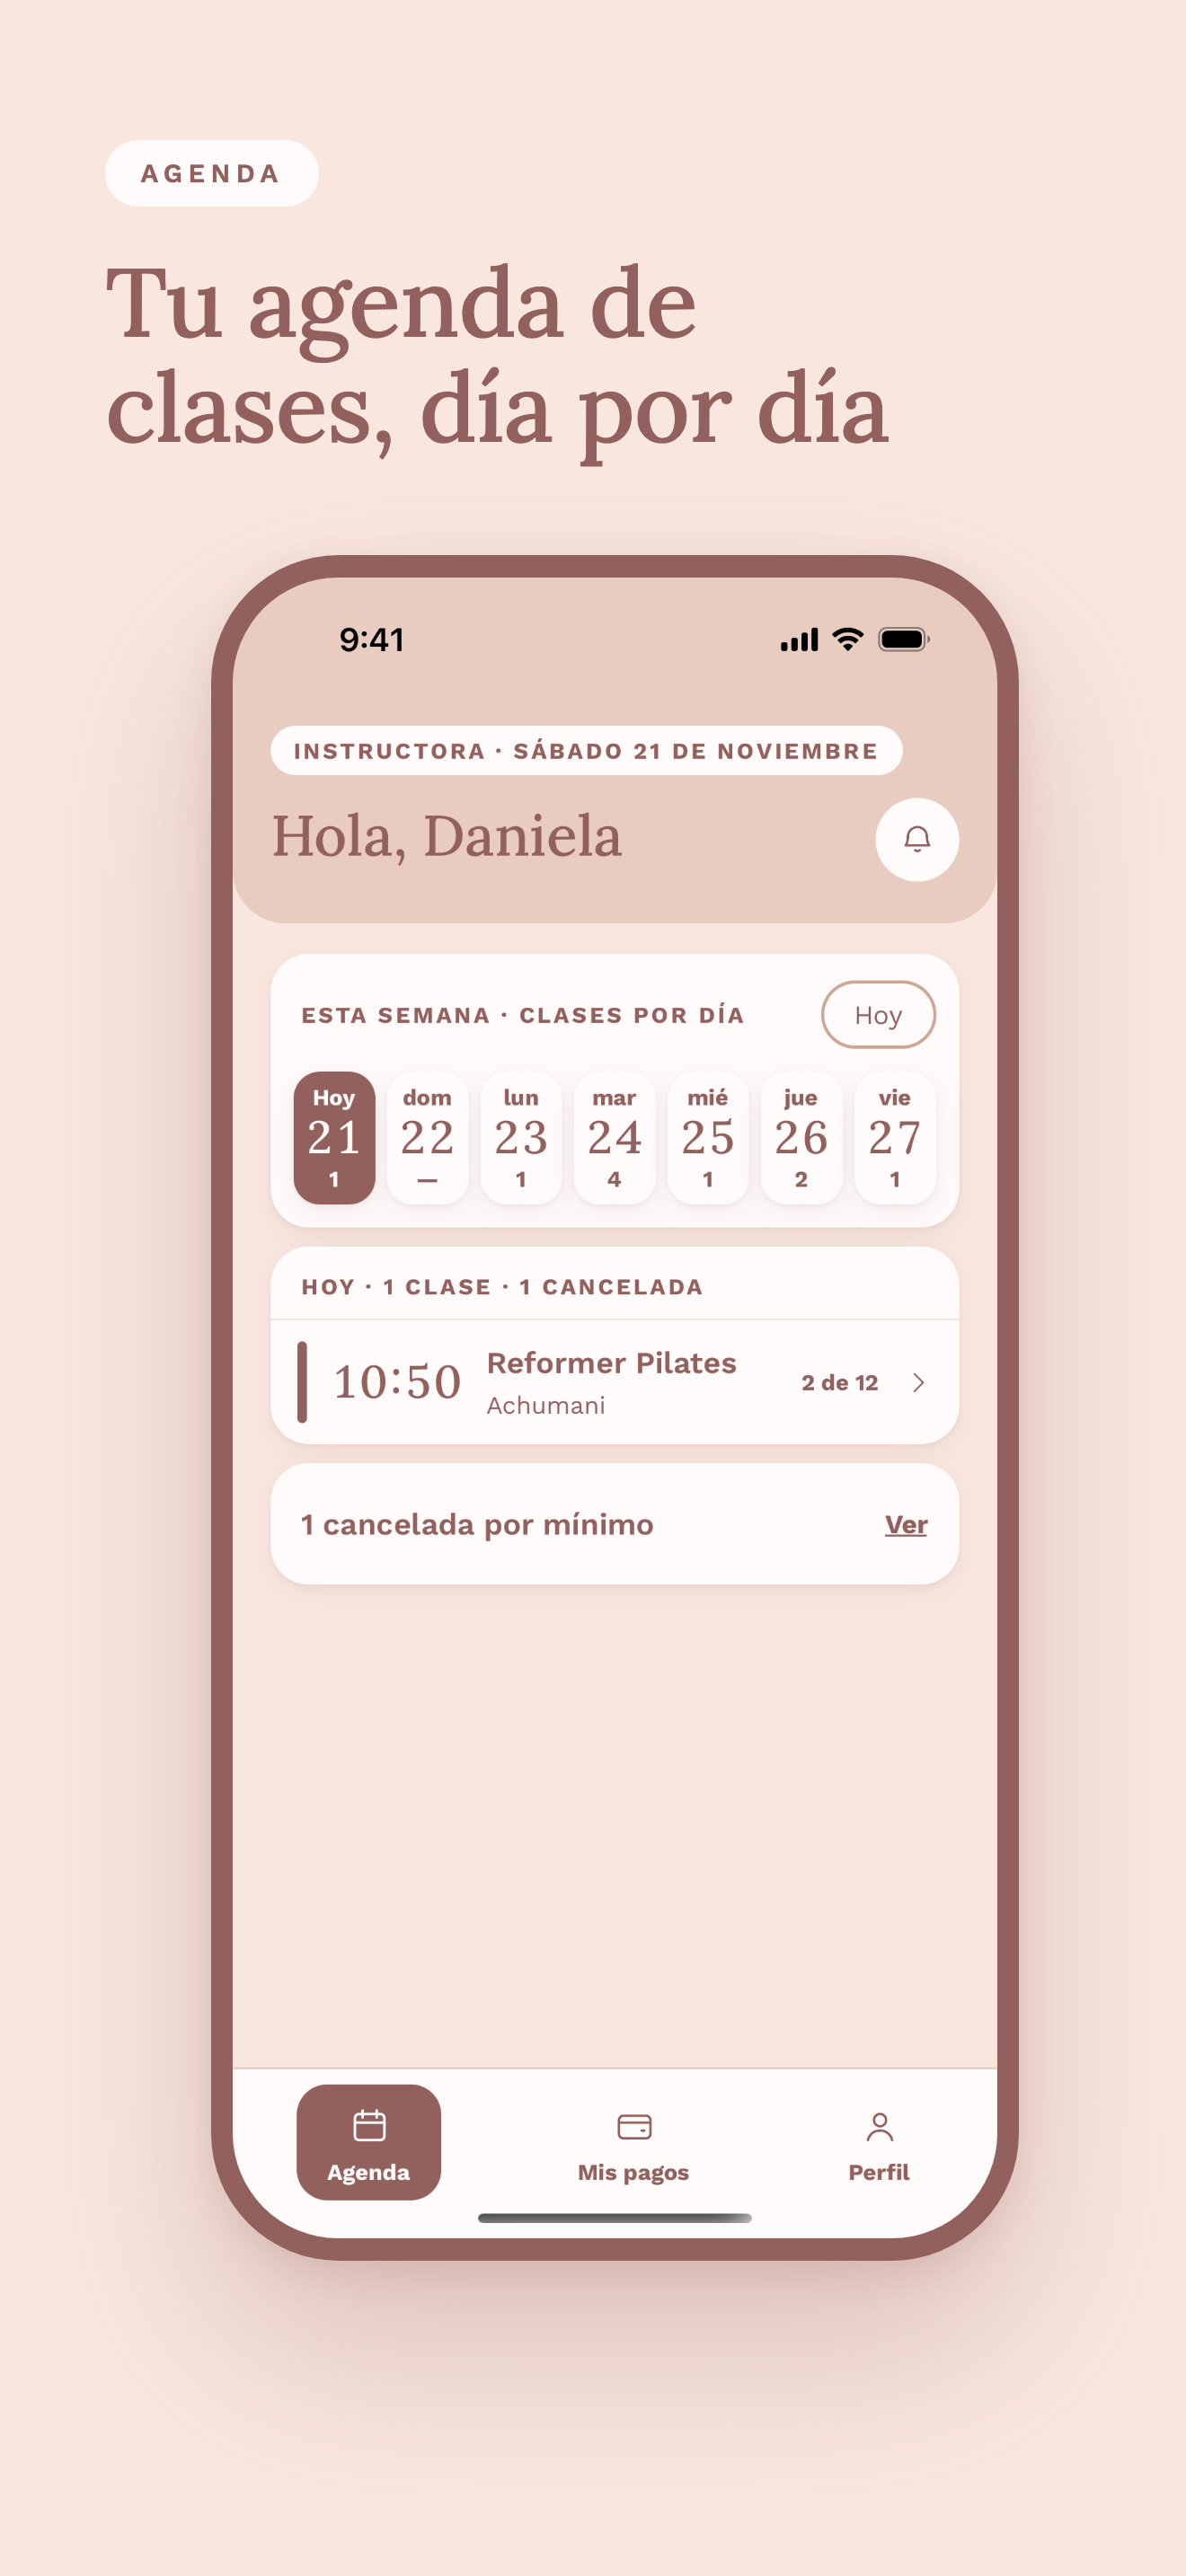 AGENDA
Tu agenda de
clases, día por día
9:41
INSTRUCTORA · SÁBADO 21 DE NOVIEMBRE
Hola, Daniela
ESTA SEMANA · CLASES POR DÍA
Hoy
Hoy dom lun mar mié jue vie
21 22 23 24 25 26 27
1 — 1 4 1 2 1
HOY · 1 CLASE · 1 CANCELADA
10:50 Reformer Pilates 2 de 12
Achumani
1 cancelada por mínimo Ver
Agenda Mis pagos Perfil